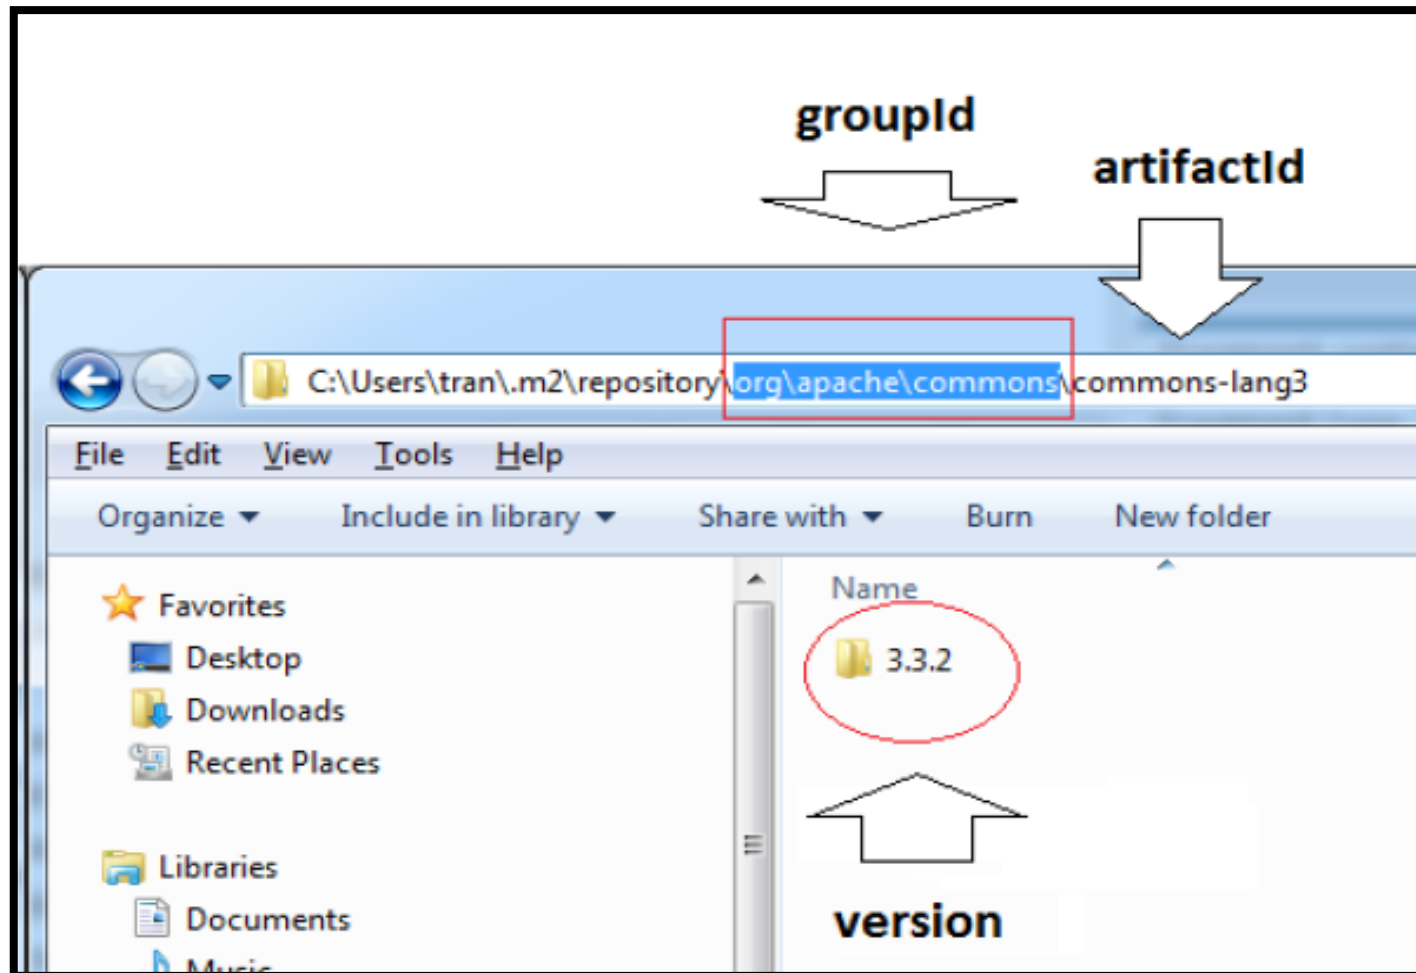 groupId
artifactId
C:\Users\tran\.m2\repository\org\apache\commons\commons-lang3
File Edit View Tools Help
Organize Include in library Share with Burn New folder
Name
Favorites
3.3.2
Desktop
Downloads
Recent Places
Libraries
Documents
version
Music